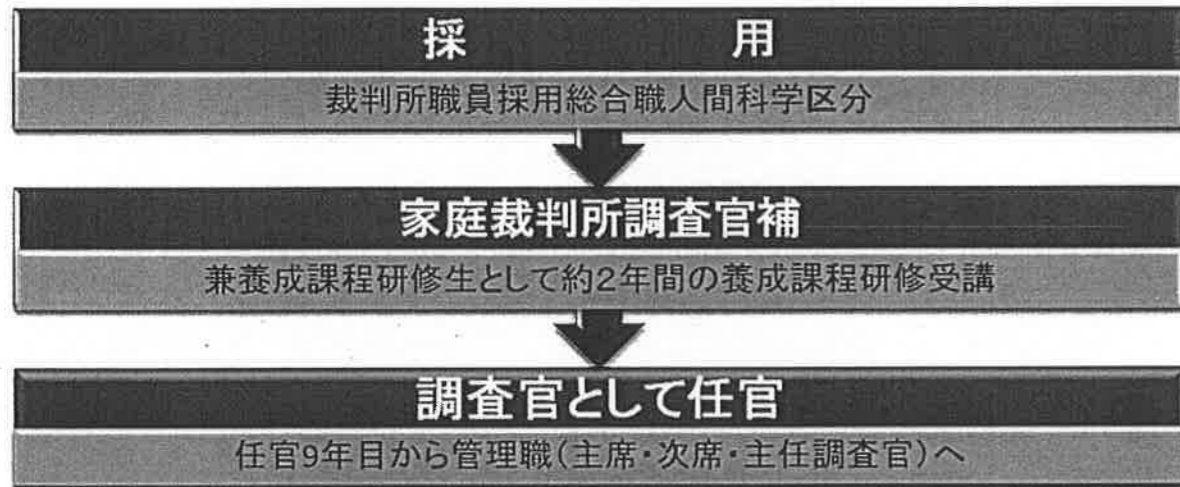 採　用
裁判所職員採用総合職人間科学区分
家庭裁判所調査官補
兼養成課程研修生として約2年間の養成課程研修受講
調査官として任官
任官9年目から管理職(主席・次席・主任調査官)へ